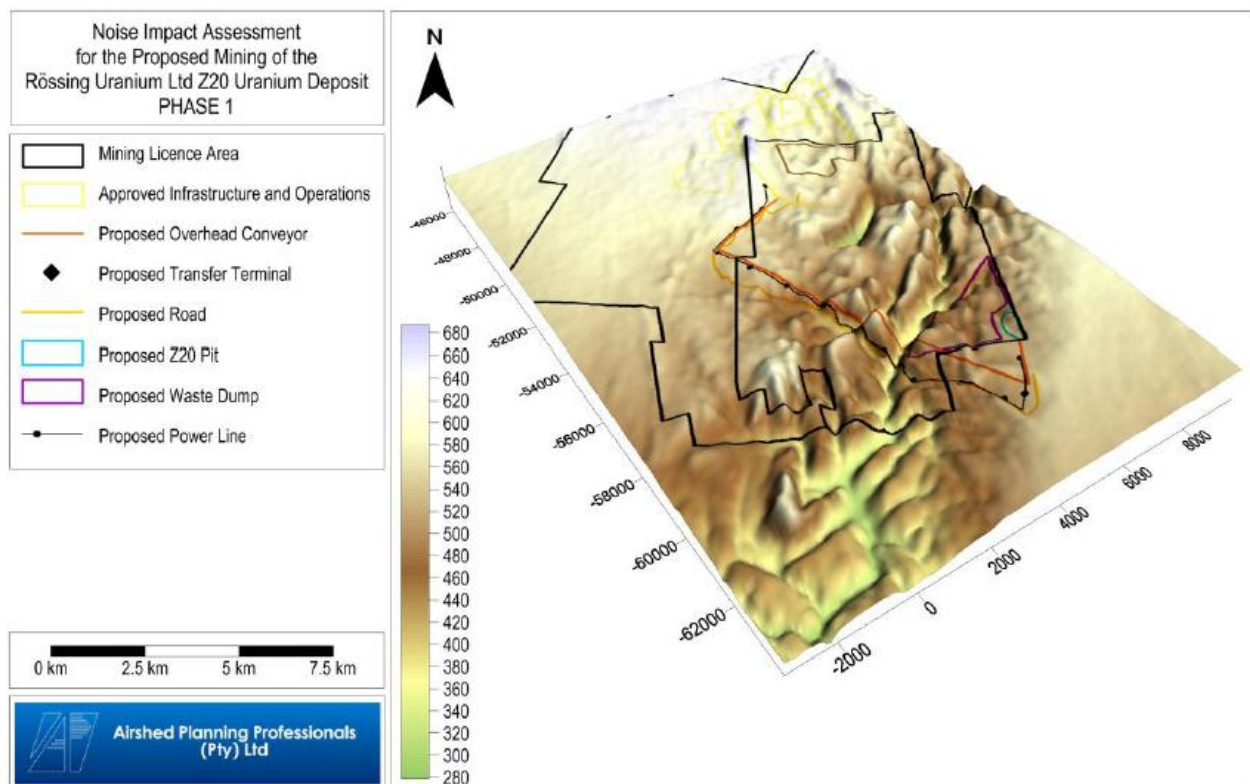 Noise Impact Assessment
for the Proposed Mining of the
Rössing Uranium Ltd Z20 Uranium Deposit
PHASE 1
Mining Licence Area
Approved Infrastructure and Operations
Proposed Overhead Conveyor
Proposed Transfer Terminal
Proposed Road
Proposed Z20 Pit
Proposed Waste Dump
Proposed Power Line
0 km 2.5 km 5 km 7.5 km
Airshed Planning Professionals
(Pty) Ltd
N
-46000
-48000
-50000
-52000
-54000
-56000
-58000
-60000
-62000
-2000
0
2000
4000
6000
8000
680
660
640
620
600
580
560
540
520
500
480
460
440
420
400
380
360
340
320
300
280